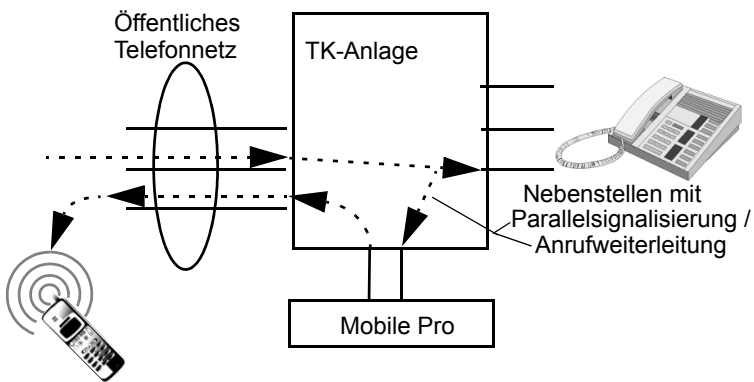 Öffentliches
Telefonnetz
TK-Anlage
Nebenstellen mit
Parallelsignalisierung /
Anrufweiterleitung
Mobile Pro